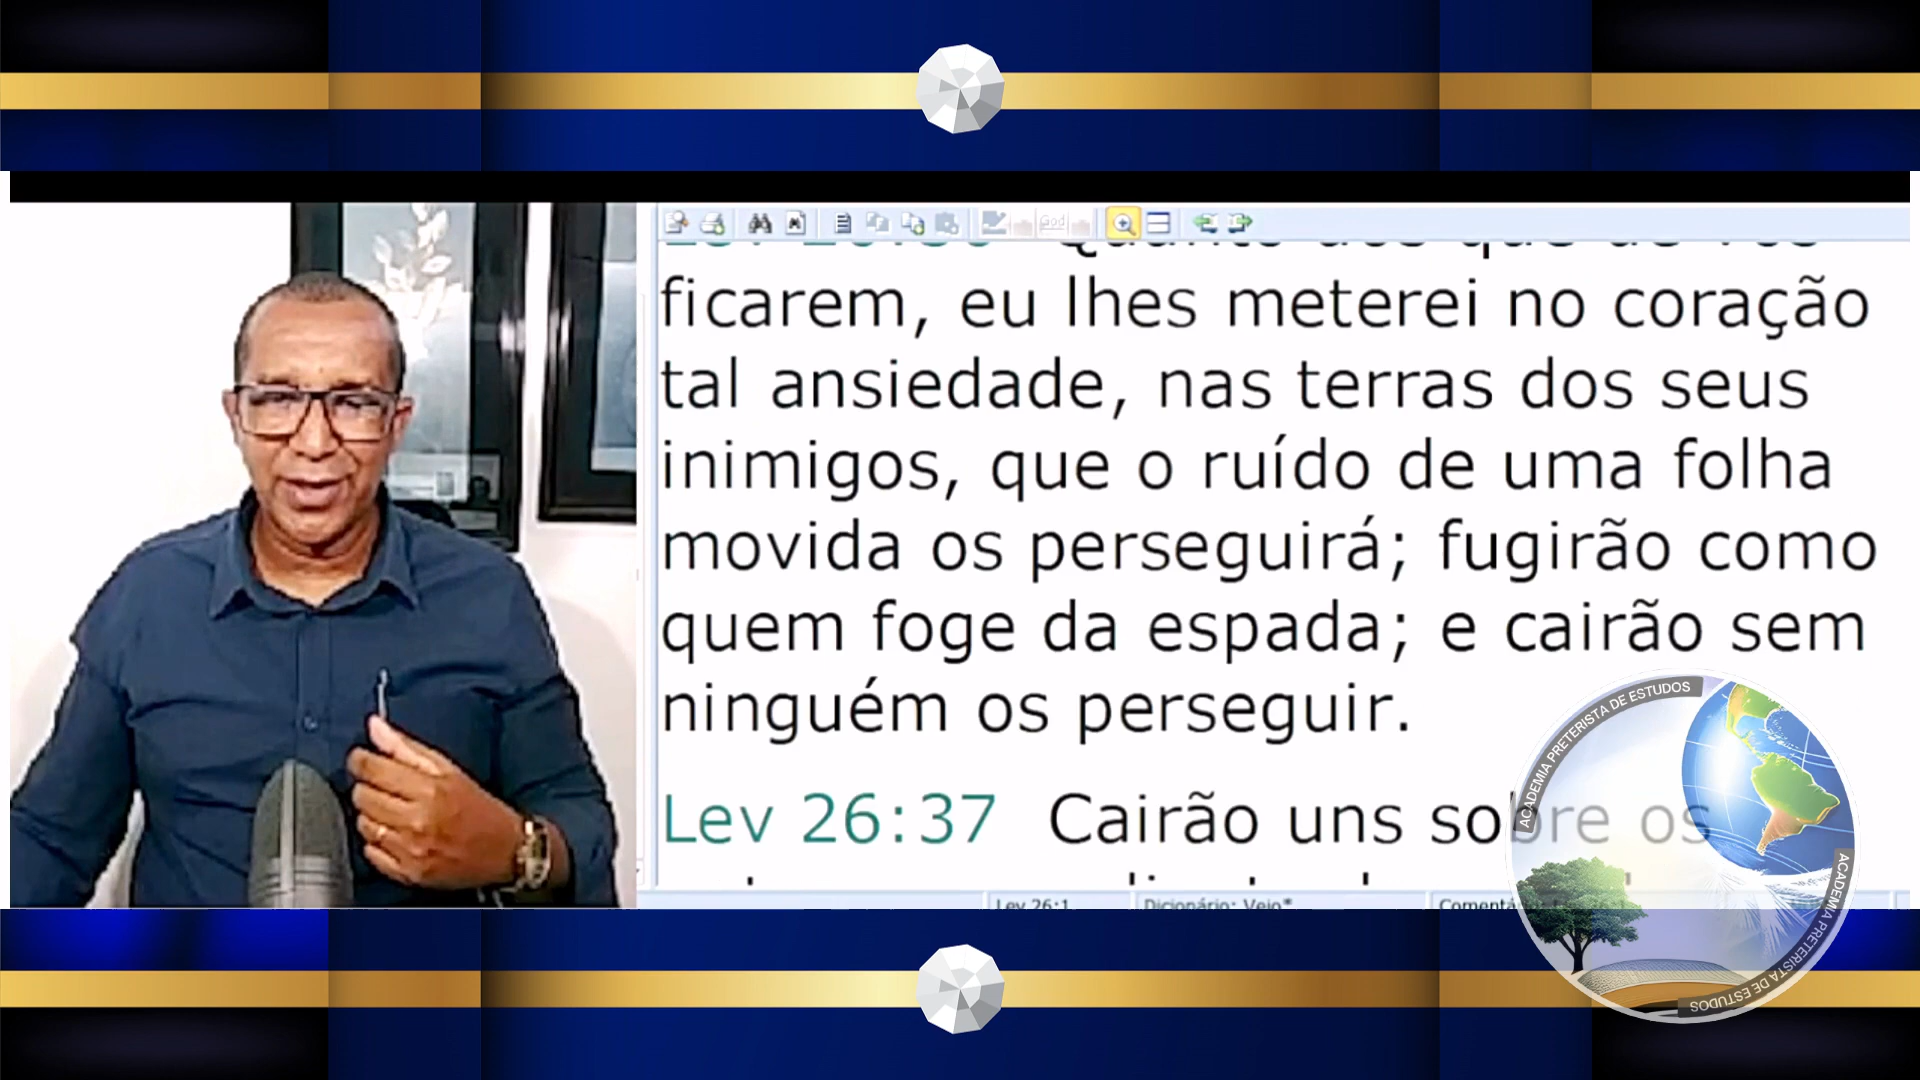 God
ficarem, eu lhes meterei no coração
tal ansiedade, nas terras dos seus
inimigos, que o ruído de uma folha
movida os perseguirá; fugirão como
quem foge da espada; e cairão sem
ninguém os perseguir.
Lev 26:37 Cairão uns sobre os
Lev 26:1
Dicionário: Vejo*
ACADEMIA PRETERISTA DE ESTUDOS
ACADEMIA PRETERISTA DE ESTUDOS